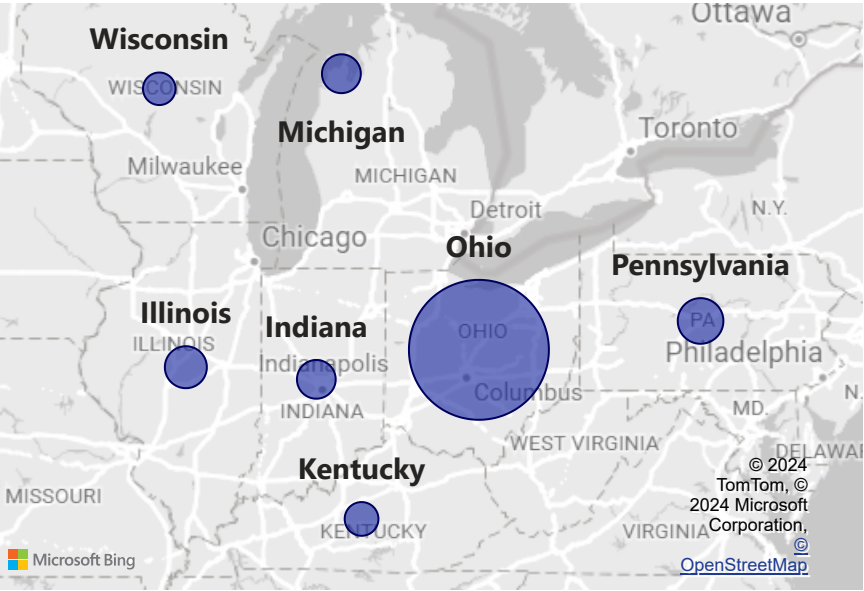 Ottawa
Wisconsin
WISCONSIN
Michigan
Toronto
Milwaukee
MICHIGAN
Detroit
N.Y.
Chicago
Ohio
Pennsylvania
Illinois
Indiana
OHIO
PA
ILLINOIS
Indianapolis
Philadelphia
Columbus
N.
INDIANA
MD.
WEST VIRGINIA
DELAWAR
Kentucky
© 2024
TomTom, ©
2024 Microsoft
Corporation,
©
OpenStreetMap
MISSOURI
KENTUCKY
VIRGINIA
Microsoft Bing